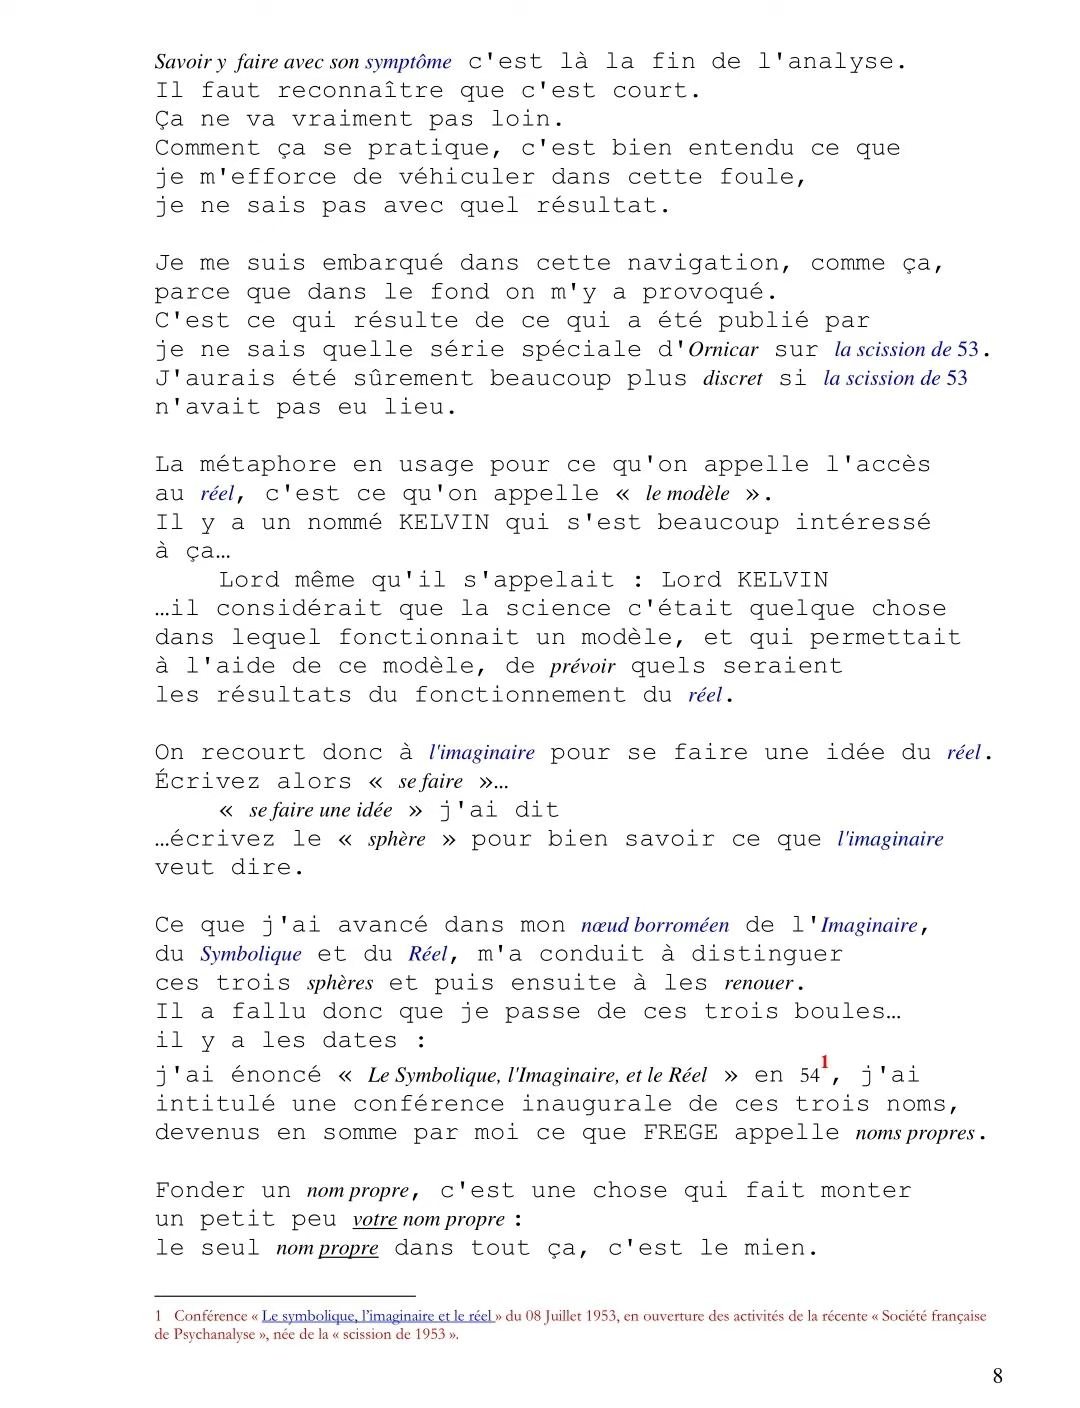 Savoir y faire avec son symptôme c'est là la fin de l'analyse.
Il faut reconnaître que c'est court.
Ça ne va vraiment pas loin.
Comment ça se pratique, c'est bien entendu ce que
je m'efforce de véhiculer dans cette foule,
je ne sais pas avec quel résultat.
Je me suis embarqué dans cette navigation, comme ça,
parce que dans le fond on m'y a provoqué.
C'est ce qui résulte de ce qui a été publié par
je ne sais quelle série spéciale d'Ornicar sur la scission de 53.
J'aurais été sûrement beaucoup plus discret si la scission de 53
n'avait pas eu lieu.
La métaphore en usage pour ce qu'on appelle l'accès
au réel, c'est ce qu'on appelle « le modèle ».
Il y a un nommé KELVIN qui s'est beaucoup intéressé
à ça…
Lord même qu'il s'appelait : Lord KELVIN
…il considérait que la science c'était quelque chose
dans lequel fonctionnait un modèle, et qui permettait
à l'aide de ce modèle, de prévoir quels seraient
les résultats du fonctionnement du réel.
On recourt donc à l'imaginaire pour se faire une idée du réel.
Écrivez alors « se faire »…
« se faire une idée » j'ai dit
…écrivez le « sphère » pour bien savoir ce que l'imaginaire
veut dire.
Ce que j'ai avancé dans mon nœud borroméen de l'Imaginaire,
du Symbolique et du Réel, m'a conduit à distinguer
ces trois sphères et puis ensuite à les renouer.
Il a fallu donc que je passe de ces trois boules…
il y a les dates :
j'ai énoncé « Le Symbolique, l'Imaginaire, et le Réel » en 54¹, j'ai
intitulé une conférence inaugurale de ces trois noms,
devenus en somme par moi ce que FREGE appelle noms propres.
Fonder un nom propre, c'est une chose qui fait monter
un petit peu votre nom propre :
le seul nom propre dans tout ça, c'est le mien.
1 Conférence « Le symbolique, l'imaginaire et le réel » du 08 Juillet 1953, en ouverture des activités de la récente « Société française
de Psychanalyse », née de la « scission de 1953 ».
8